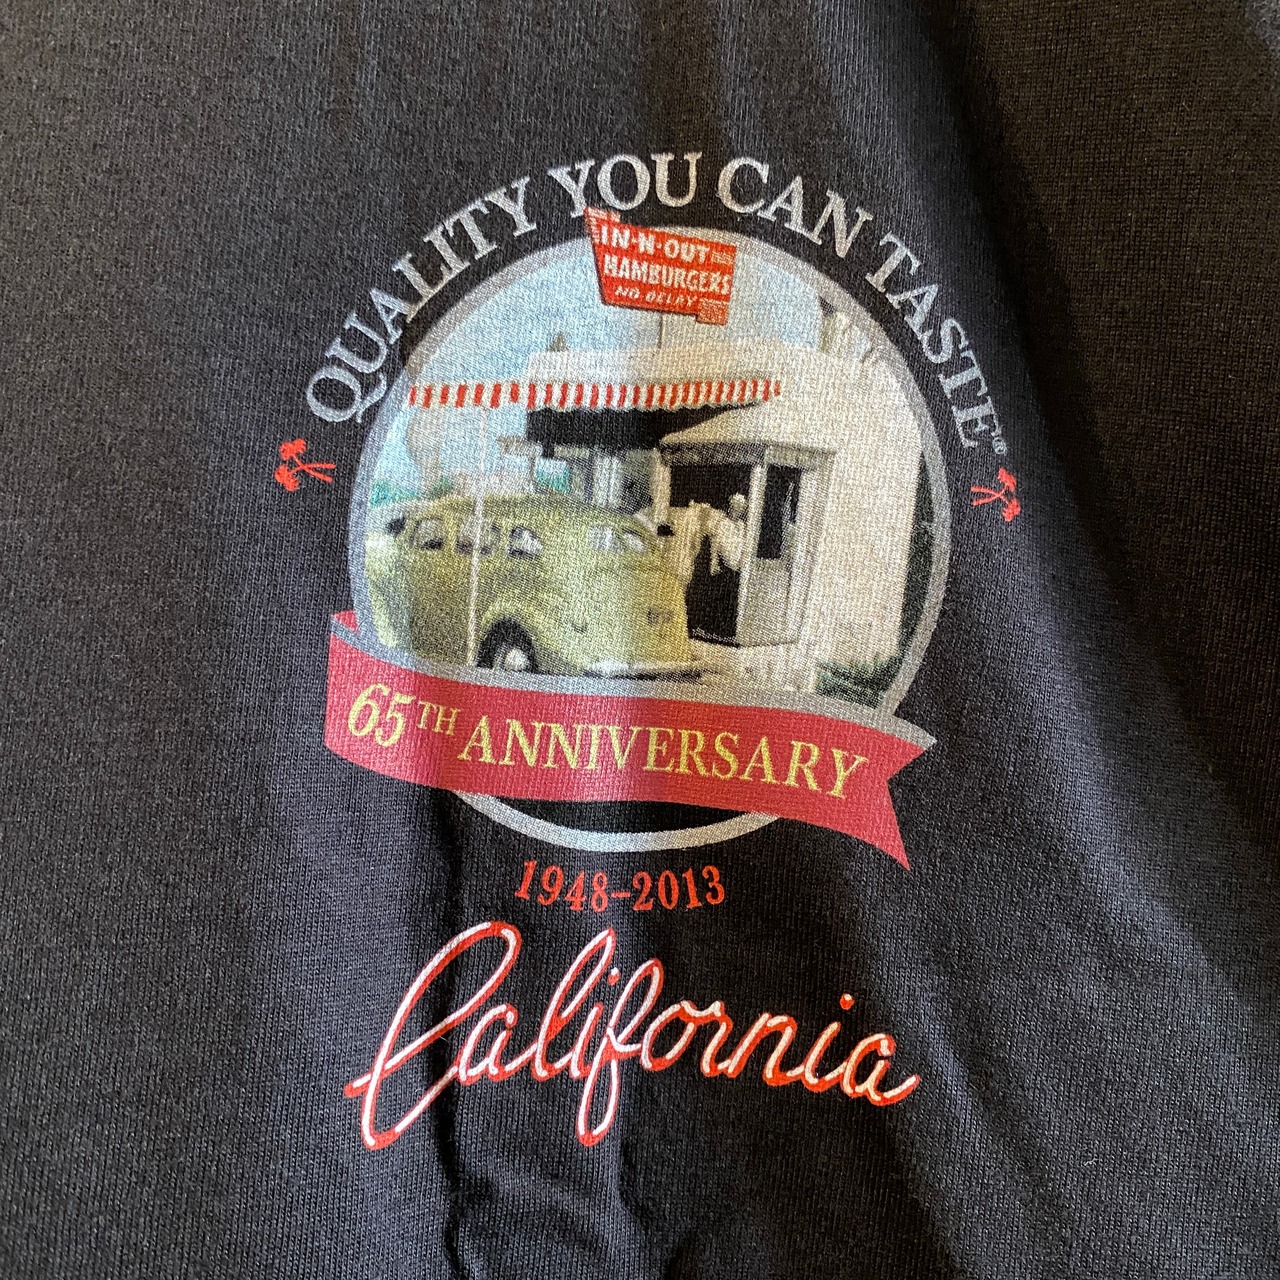 QUALITY YOU CAN TASTE®
IN-N-OUT
HAMBURGERS
NO DELAY
65TH ANNIVERSARY
1948-2013
California